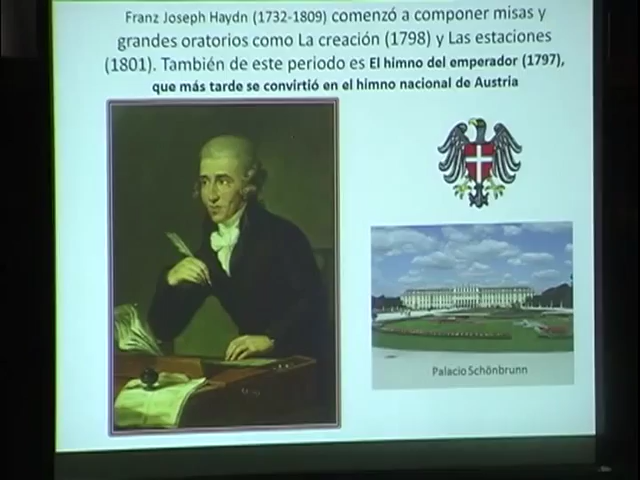 Franz Joseph Haydn (1732-1809) comenzó a componer misas y
grandes oratorios como La creación (1798) y Las estaciones
(1801). También de este periodo es El himno del emperador (1797),
que más tarde se convirtió en el himno nacional de Austria
Palacio Schönbrunn